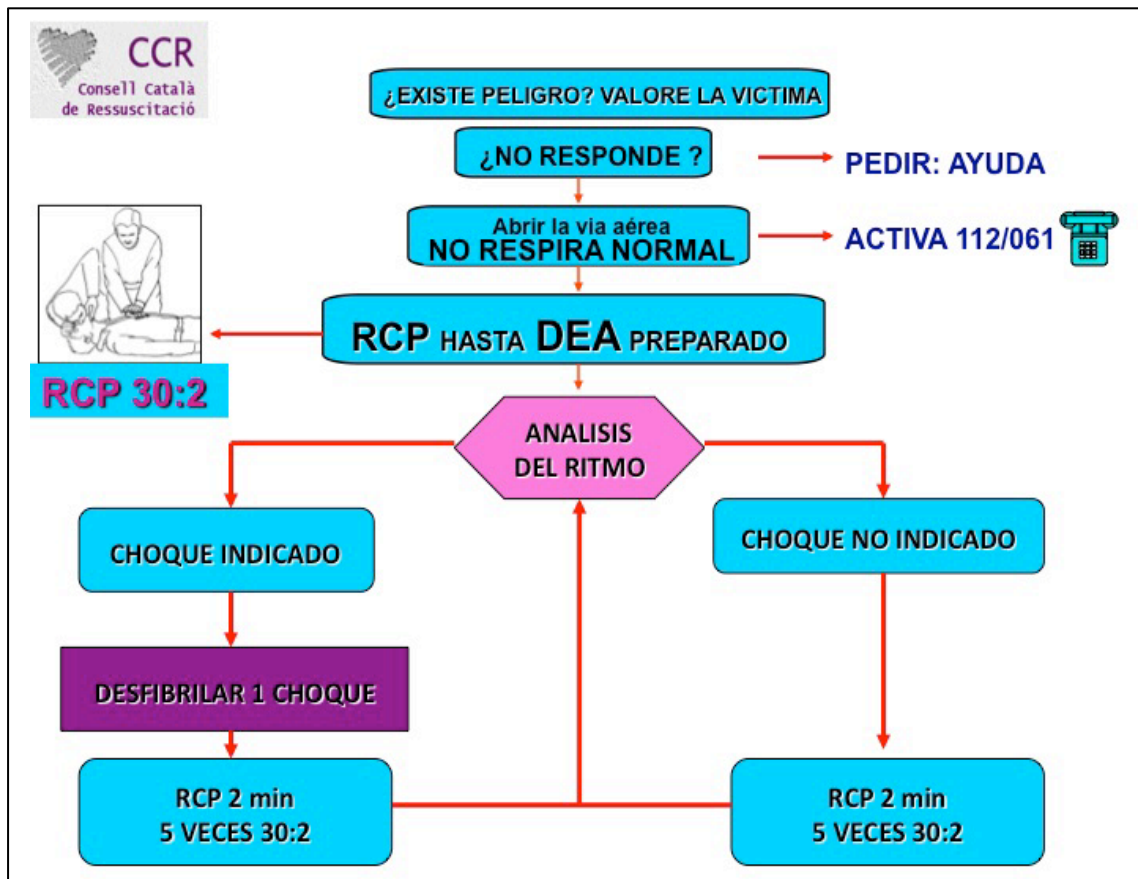 CCR
Consell Català
de Ressuscitació
¿EXISTE PELIGRO? VALORE LA VICTIMA
¿NO RESPONDE ?
PEDIR: AYUDA
Abrir la via aérea
NO RESPIRA NORMAL
ACTIVA 112/061
RCP HASTA DEA PREPARADO
RCP 30:2
ANALISIS
DEL RITMO
CHOQUE INDICADO
CHOQUE NO INDICADO
DESFIBRILAR 1 CHOQUE
RCP 2 min
5 VECES 30:2
RCP 2 min
5 VECES 30:2